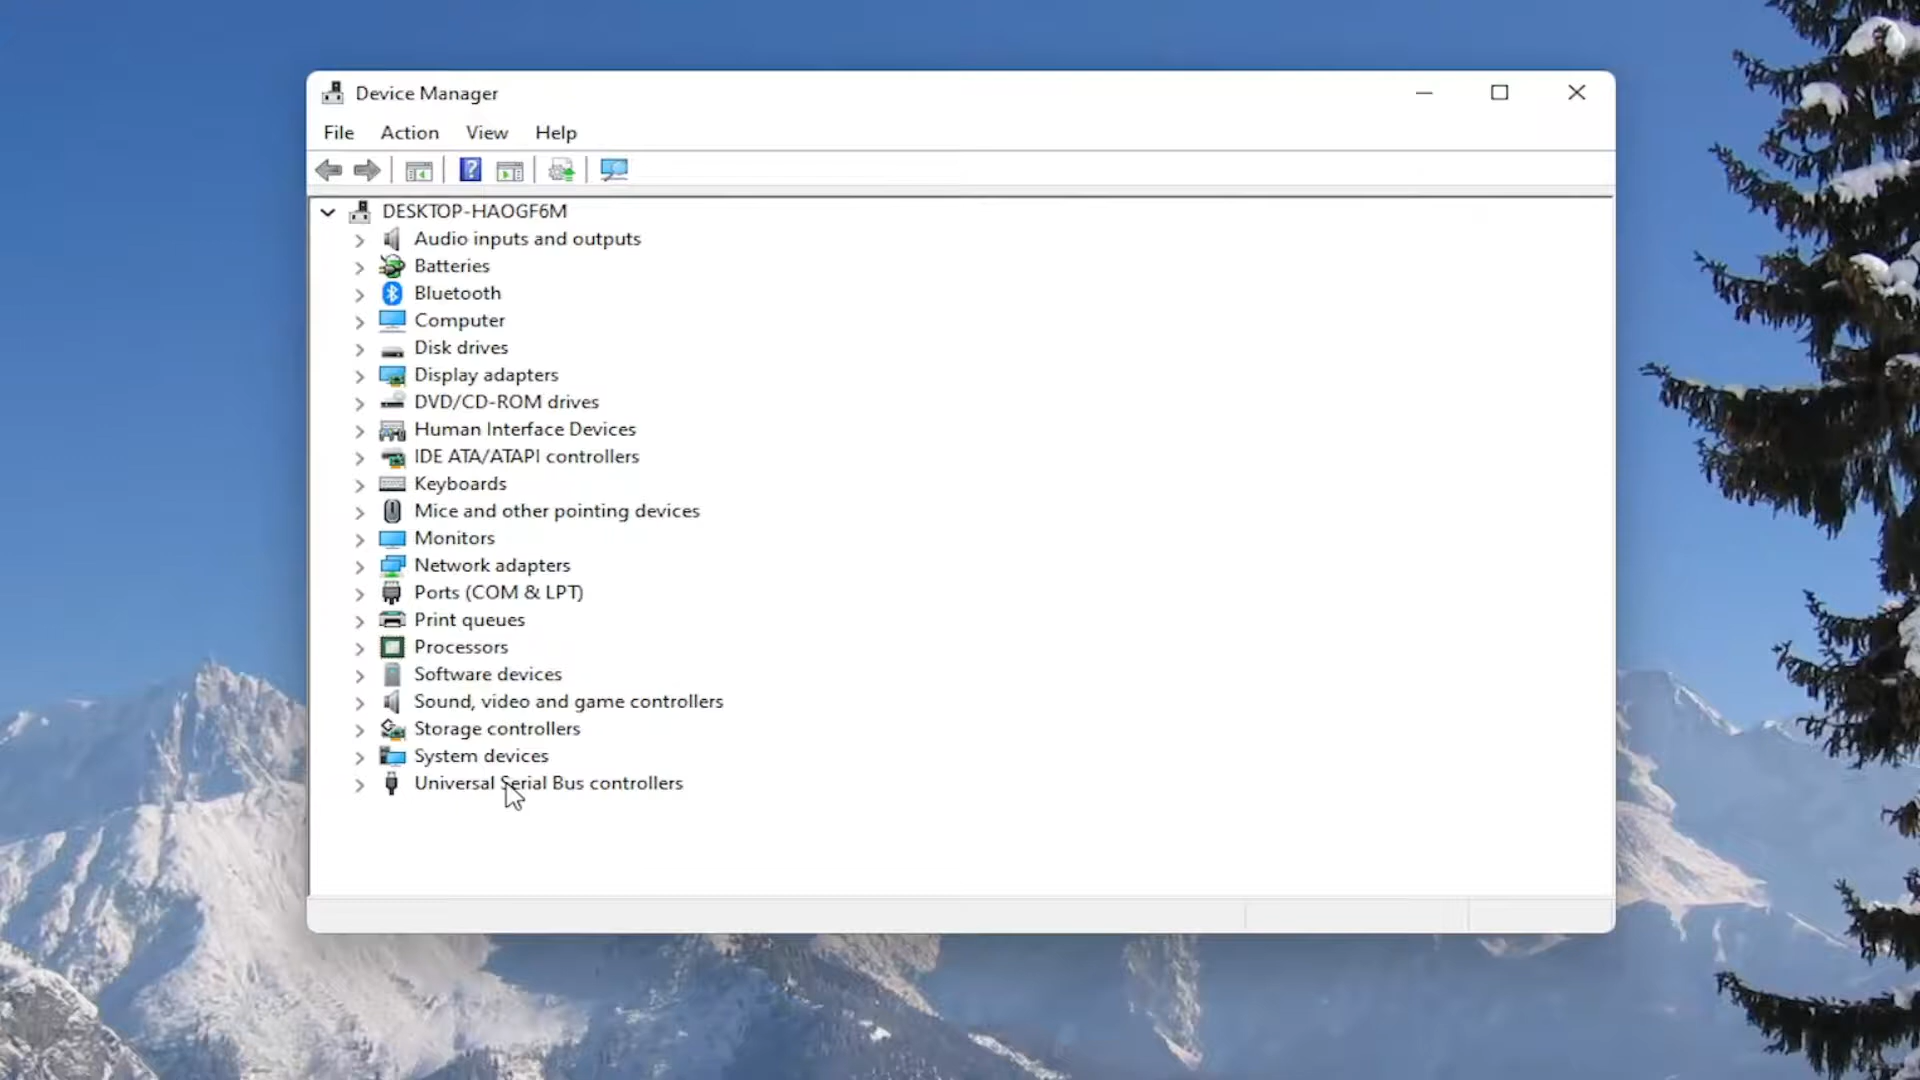 Device Manager
File Action View Help
DESKTOP-HAOGF6M
Audio inputs and outputs
Batteries
Bluetooth
Computer
Disk drives
Display adapters
DVD/CD-ROM drives
Human Interface Devices
IDE ATA/ATAPI controllers
Keyboards
Mice and other pointing devices
Monitors
Network adapters
Ports (COM & LPT)
Print queues
Processors
Software devices
Sound, video and game controllers
Storage controllers
System devices
Universal Serial Bus controllers